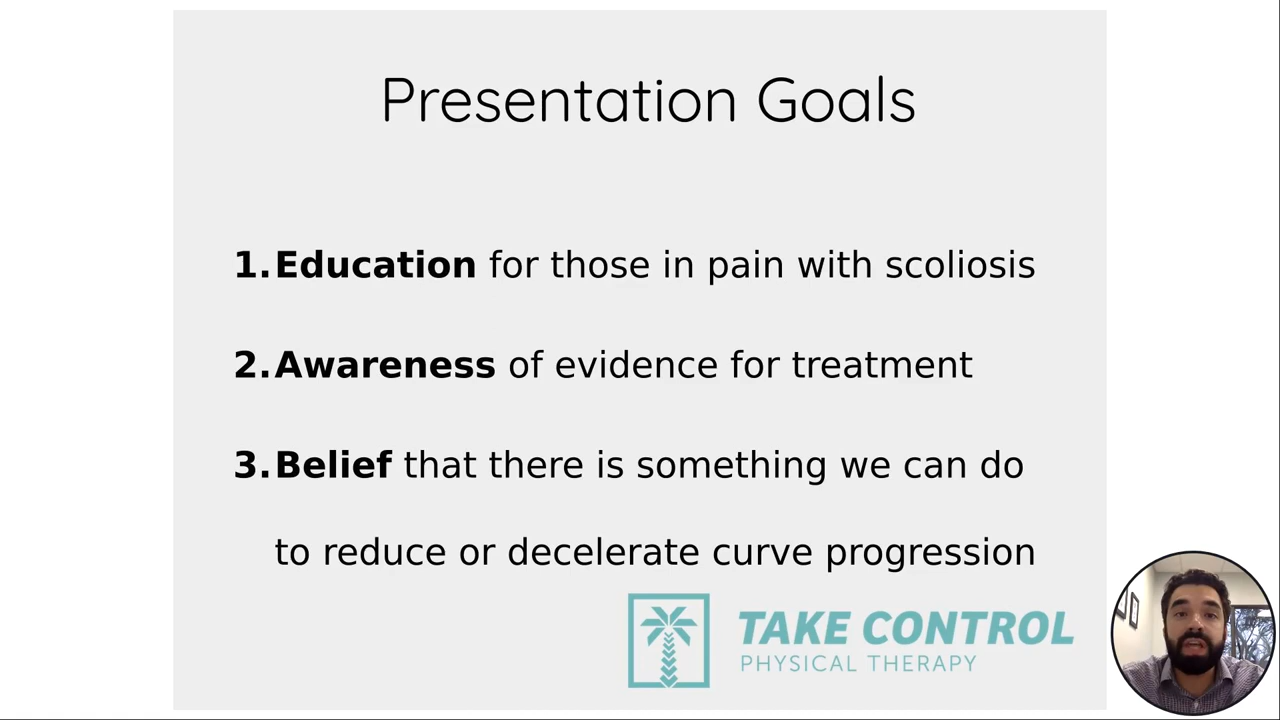 Presentation Goals
1. Education for those in pain with scoliosis
2. Awareness of evidence for treatment
3. Belief that there is something we can do
to reduce or decelerate curve progression
TAKE CONTROL
PHYSICAL THERAPY